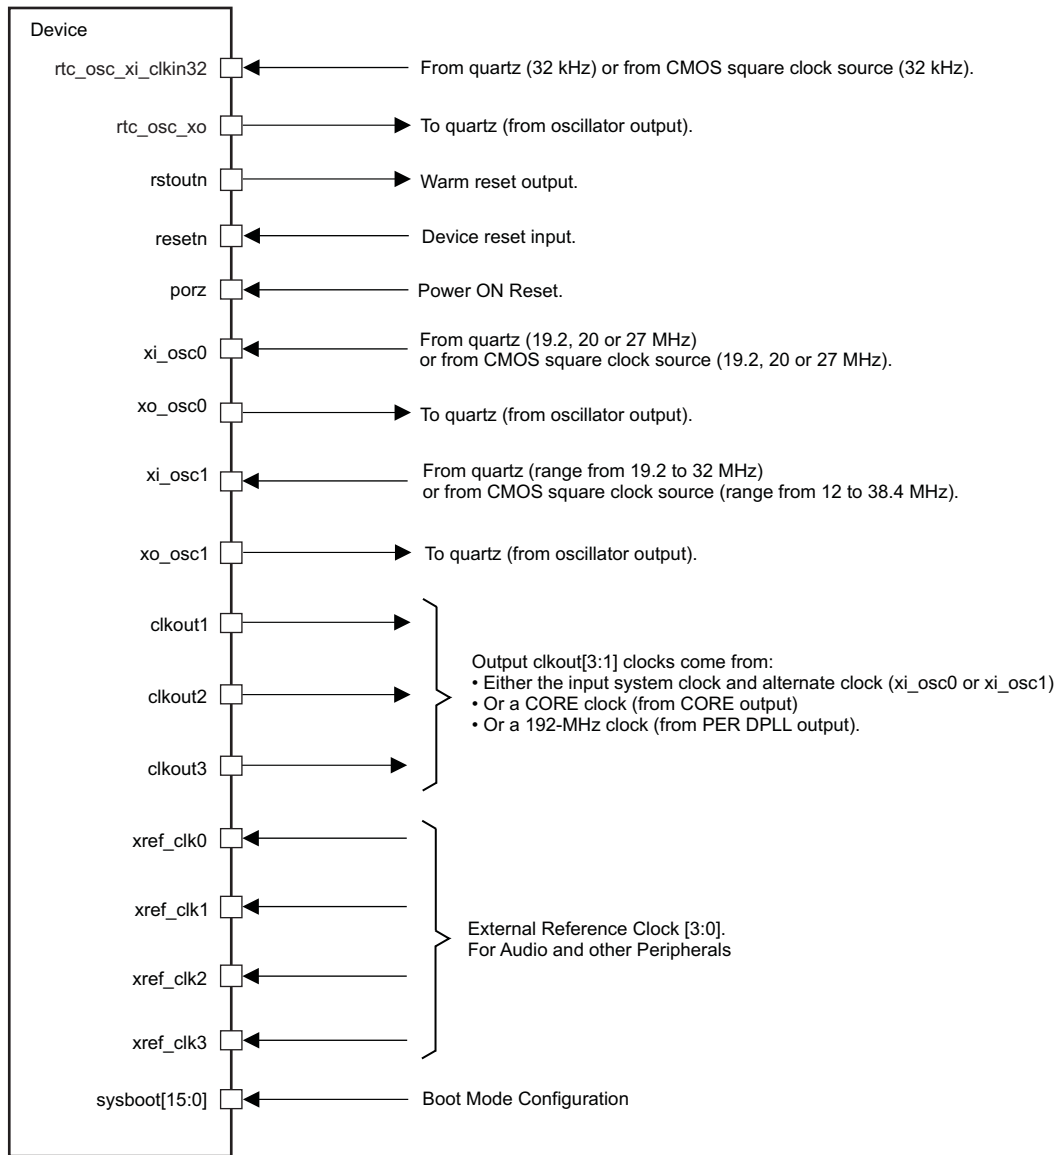 Device
rtc_osc_xi_clkin32
From quartz (32 kHz) or from CMOS square clock source (32 kHz).
rtc_osc_xo
To quartz (from oscillator output).
rstoutn
Warm reset output.
resetn
Device reset input.
porz
Power ON Reset.
xi_osc0
From quartz (19.2, 20 or 27 MHz)
or from CMOS square clock source (19.2, 20 or 27 MHz).
xo_osc0
To quartz (from oscillator output).
xi_osc1
From quartz (range from 19.2 to 32 MHz)
or from CMOS square clock source (range from 12 to 38.4 MHz).
xo_osc1
To quartz (from oscillator output).
clkout1
clkout2
clkout3
Output clkout[3:1] clocks come from:
• Either the input system clock and alternate clock (xi_osc0 or xi_osc1)
• Or a CORE clock (from CORE output)
• Or a 192-MHz clock (from PER DPLL output).
xref_clk0
xref_clk1
xref_clk2
xref_clk3
External Reference Clock [3:0].
For Audio and other Peripherals
sysboot[15:0]
Boot Mode Configuration